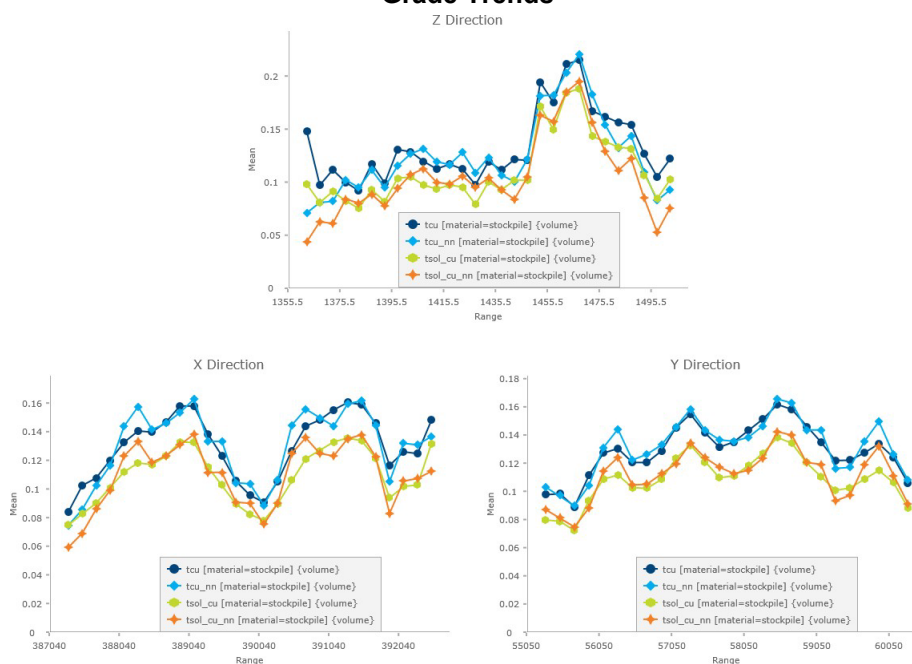 Grade Trends
Z Direction
0.2
0.15
0.1
0.05
0
Mean
1355.5 1375.5 1395.5 1415.5 1435.5 1455.5 1475.5 1495.5
Range
tcu [material=stockpile] {volume}
tcu_nn [material=stockpile] {volume}
tsol_cu [material=stockpile] {volume}
tsol_cu_nn [material=stockpile] {volume}
X Direction
0.16
0.14
0.12
0.1
0.08
0.06
0.04
0.02
0
Mean
387040 388040 389040 390040 391040 392040
Range
tcu [material=stockpile] {volume}
tcu_nn [material=stockpile] {volume}
tsol_cu [material=stockpile] {volume}
tsol_cu_nn [material=stockpile] {volume}
Y Direction
0.18
0.16
0.14
0.12
0.1
0.08
0.06
0.04
0.02
0
Mean
55050 56050 57050 58050 59050 60050
Range
tcu [material=stockpile] {volume}
tcu_nn [material=stockpile] {volume}
tsol_cu [material=stockpile] {volume}
tsol_cu_nn [material=stockpile] {volume}